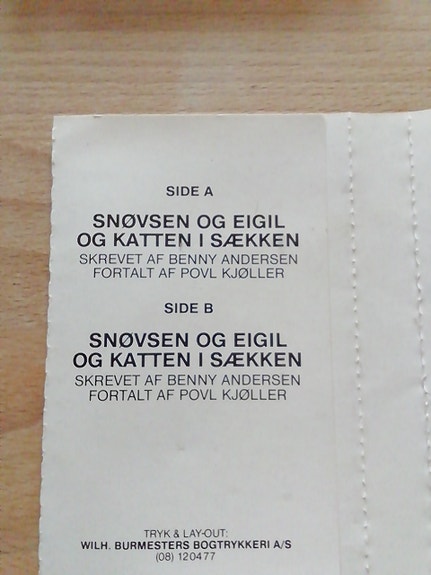 SIDE A
SNØVSEN OG EIGIL
OG KATTEN I SÆKKEN
SKREVET AF BENNY ANDERSEN
FORTALT AF POVL KJØLLER
SIDE B
SNØVSEN OG EIGIL
OG KATTEN I SÆKKEN
SKREVET AF BENNY ANDERSEN
FORTALT AF POVL KJØLLER
TRYK & LAY-OUT:
WILH. BURMESTERS BOGTRYKKERI A/S
(08) 120477